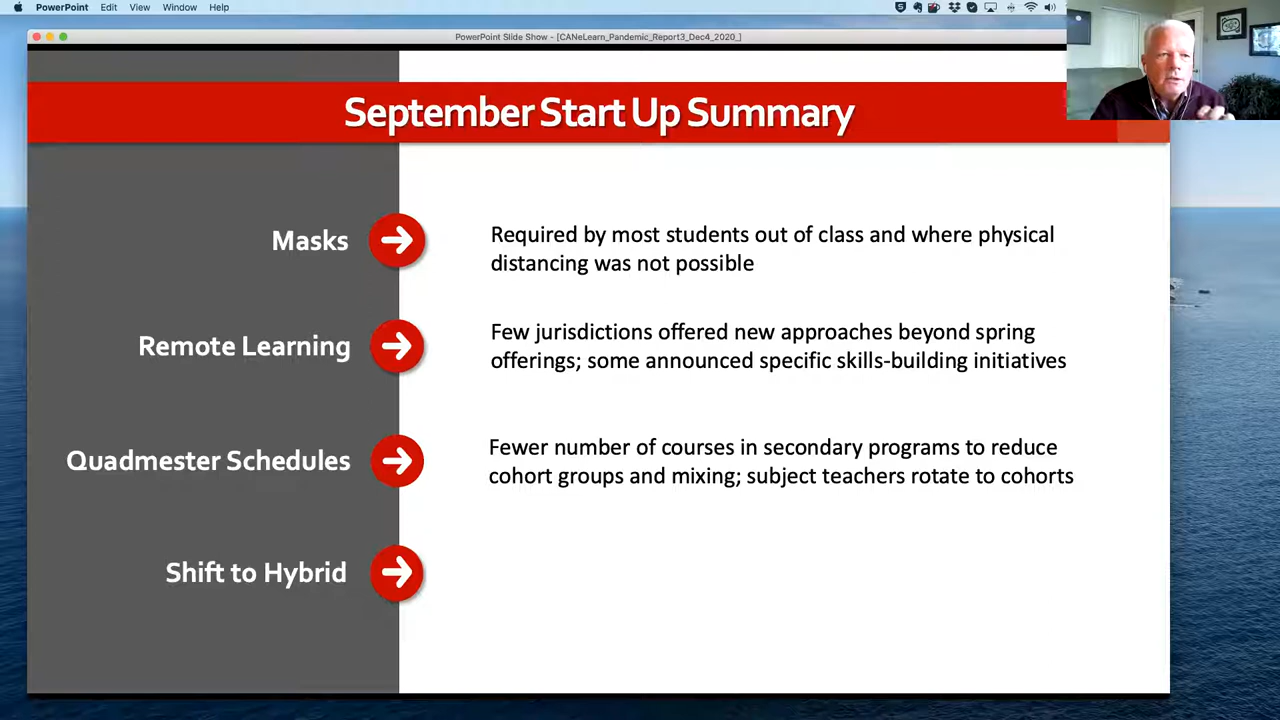 PowerPoint Edit View Window Help
PowerPoint Slide Show - [CANeLearn_Pandemic_Report3_Dec4_2020_]
September Start Up Summary
Masks
Required by most students out of class and where physical
distancing was not possible
Remote Learning
Few jurisdictions offered new approaches beyond spring
offerings; some announced specific skills-building initiatives
Quadmester Schedules
Fewer number of courses in secondary programs to reduce
cohort groups and mixing; subject teachers rotate to cohorts
Shift to Hybrid